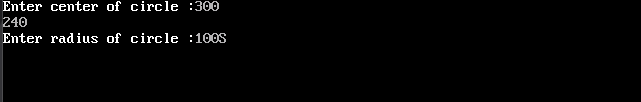 Enter center of circle :300
240
Enter radius of circle :100S